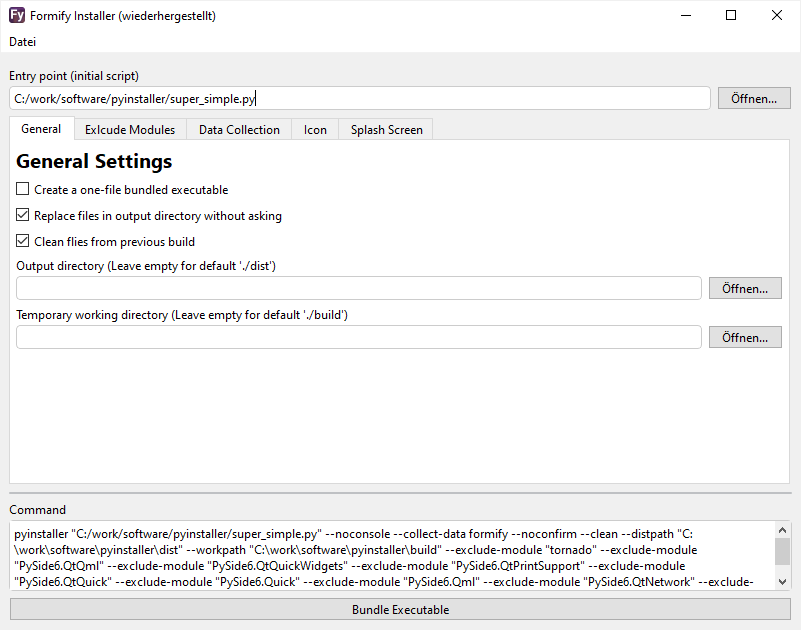 Fy Formify Installer (wiederhergestellt)
Datei
Entry point (initial script)
C:/work/software/pyinstaller/super_simple.py Öffnen...
General Exlcude Modules Data Collection Icon Splash Screen
General Settings
Create a one-file bundled executable
Replace files in output directory without asking
Clean flies from previous build
Output directory (Leave empty for default './dist')
Öffnen...
Temporary working directory (Leave empty for default './build')
Öffnen...
Command
pyinstaller "C:/work/software/pyinstaller/super_simple.py" --noconsole --collect-data formify --noconfirm --clean --distpath "C:
\work\software\pyinstaller\dist" --workpath "C:\work\software\pyinstaller\build" --exclude-module "tornado" --exclude-module
"PySide6.QtQml" --exclude-module "PySide6.QtQuickWidgets" --exclude-module "PySide6.QtPrintSupport" --exclude-module
"PySide6.QtQuick" --exclude-module "PySide6.Quick" --exclude-module "PySide6.Qml" --exclude-module "PySide6.QtNetwork" --exclude-
Bundle Executable